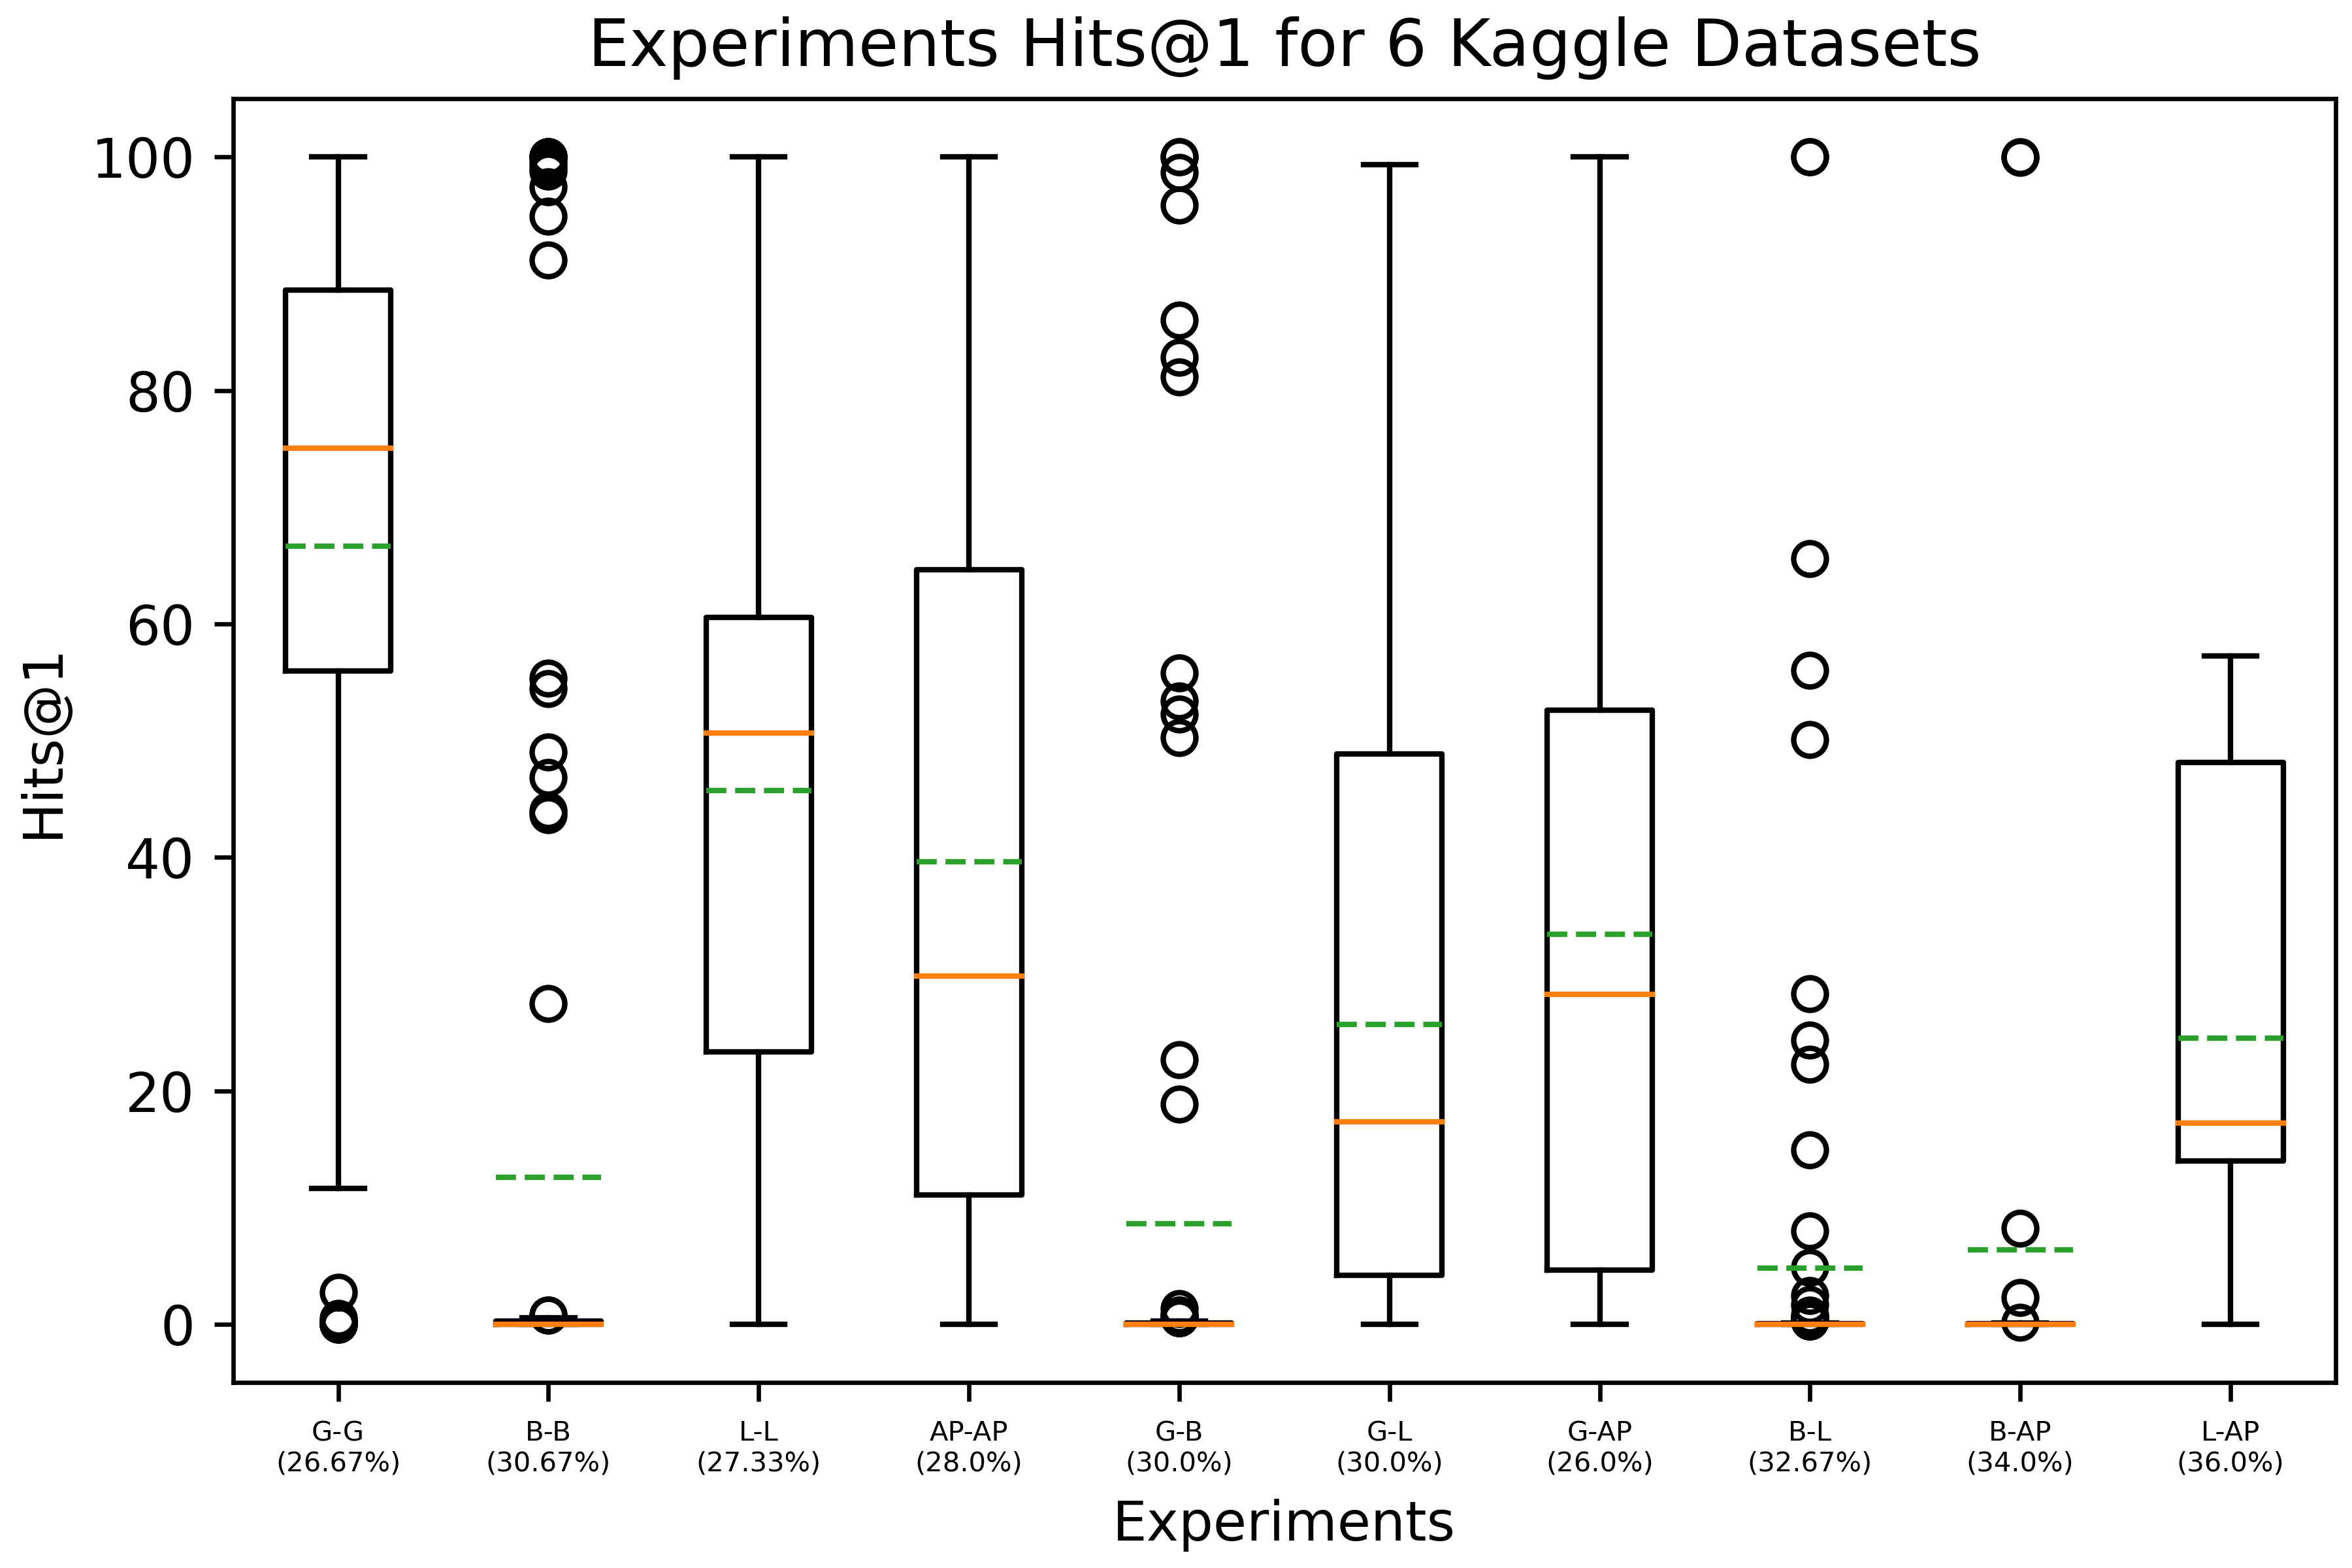 Experiments Hits@1 for 6 Kaggle Datasets
100
80
60
40
20
0
Hits@1
G-G
(26.67%)
B-B
(30.67%)
L-L
(27.33%)
AP-AP
(28.0%)
G-B
(30.0%)
G-L
(30.0%)
G-AP
(26.0%)
B-L
(32.67%)
B-AP
(34.0%)
L-AP
(36.0%)
Experiments